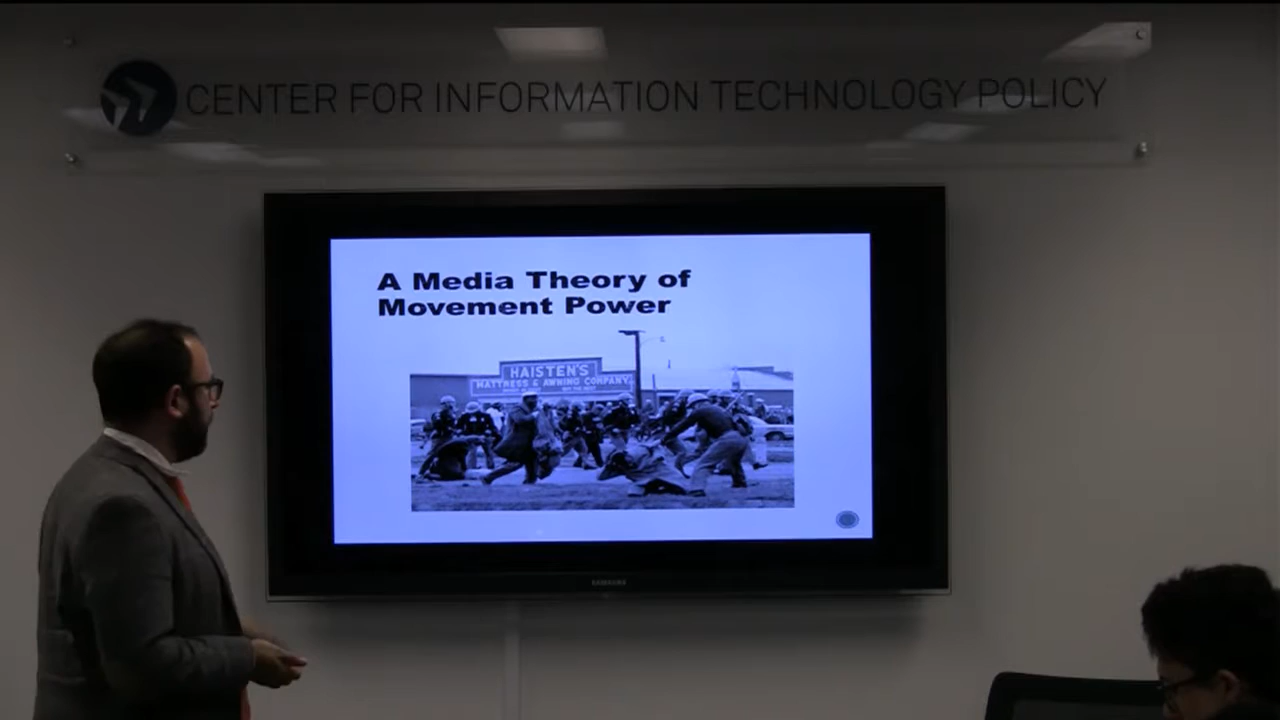 CENTER FOR INFORMATION TECHNOLOGY POLICY
A Media Theory of
Movement Power
HAISTEN'S
MATTRESS & AWNING COMPANY
SAMSUNG